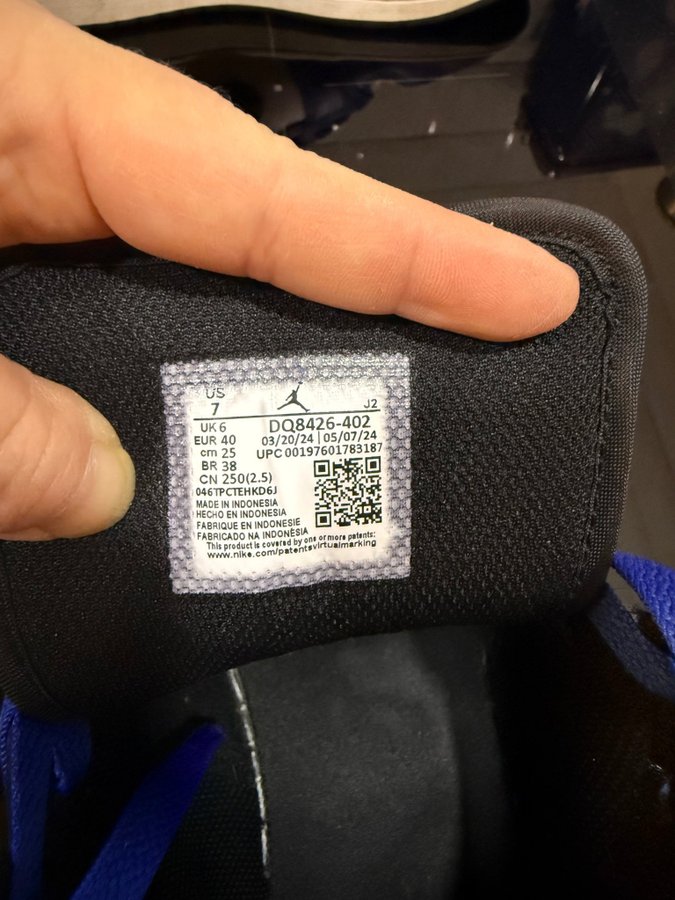 US
7
J2
UK 6
DQ8426-402
EUR 40
03/20/24 | 05/07/24
cm 25
UPC 00197601783187
BR 38
CN 250(2.5)
046TPCTEHKD6J
MADE IN INDONESIA
HECHO EN INDONESIA
FABRIQUE EN INDONESIE
FABRICADO NA INDONÉSIA
This product is covered by one or more patents:
www.nike.com/patentsvirtualmarking